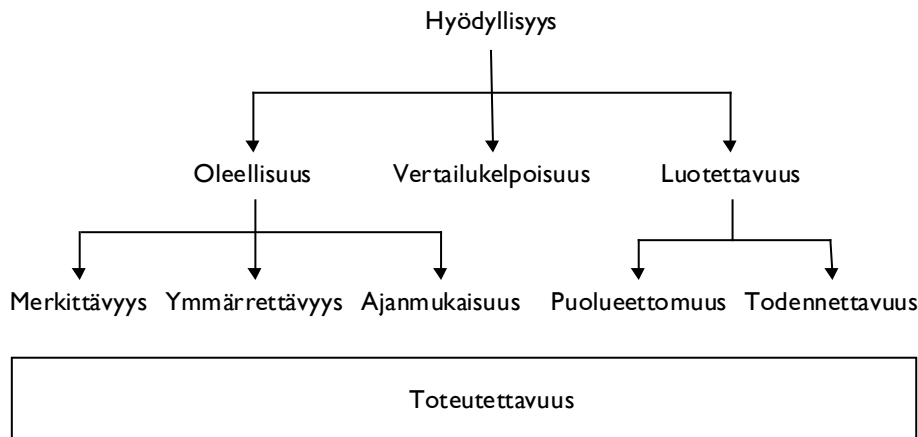 Hyödyllisyys
Oleellisuus Vertailukelpoisuus Luotettavuus
Merkittävyys Ymmärrettävyys Ajanmukaisuus Puolueettomuus Todennettavuus
Toteutettavuus